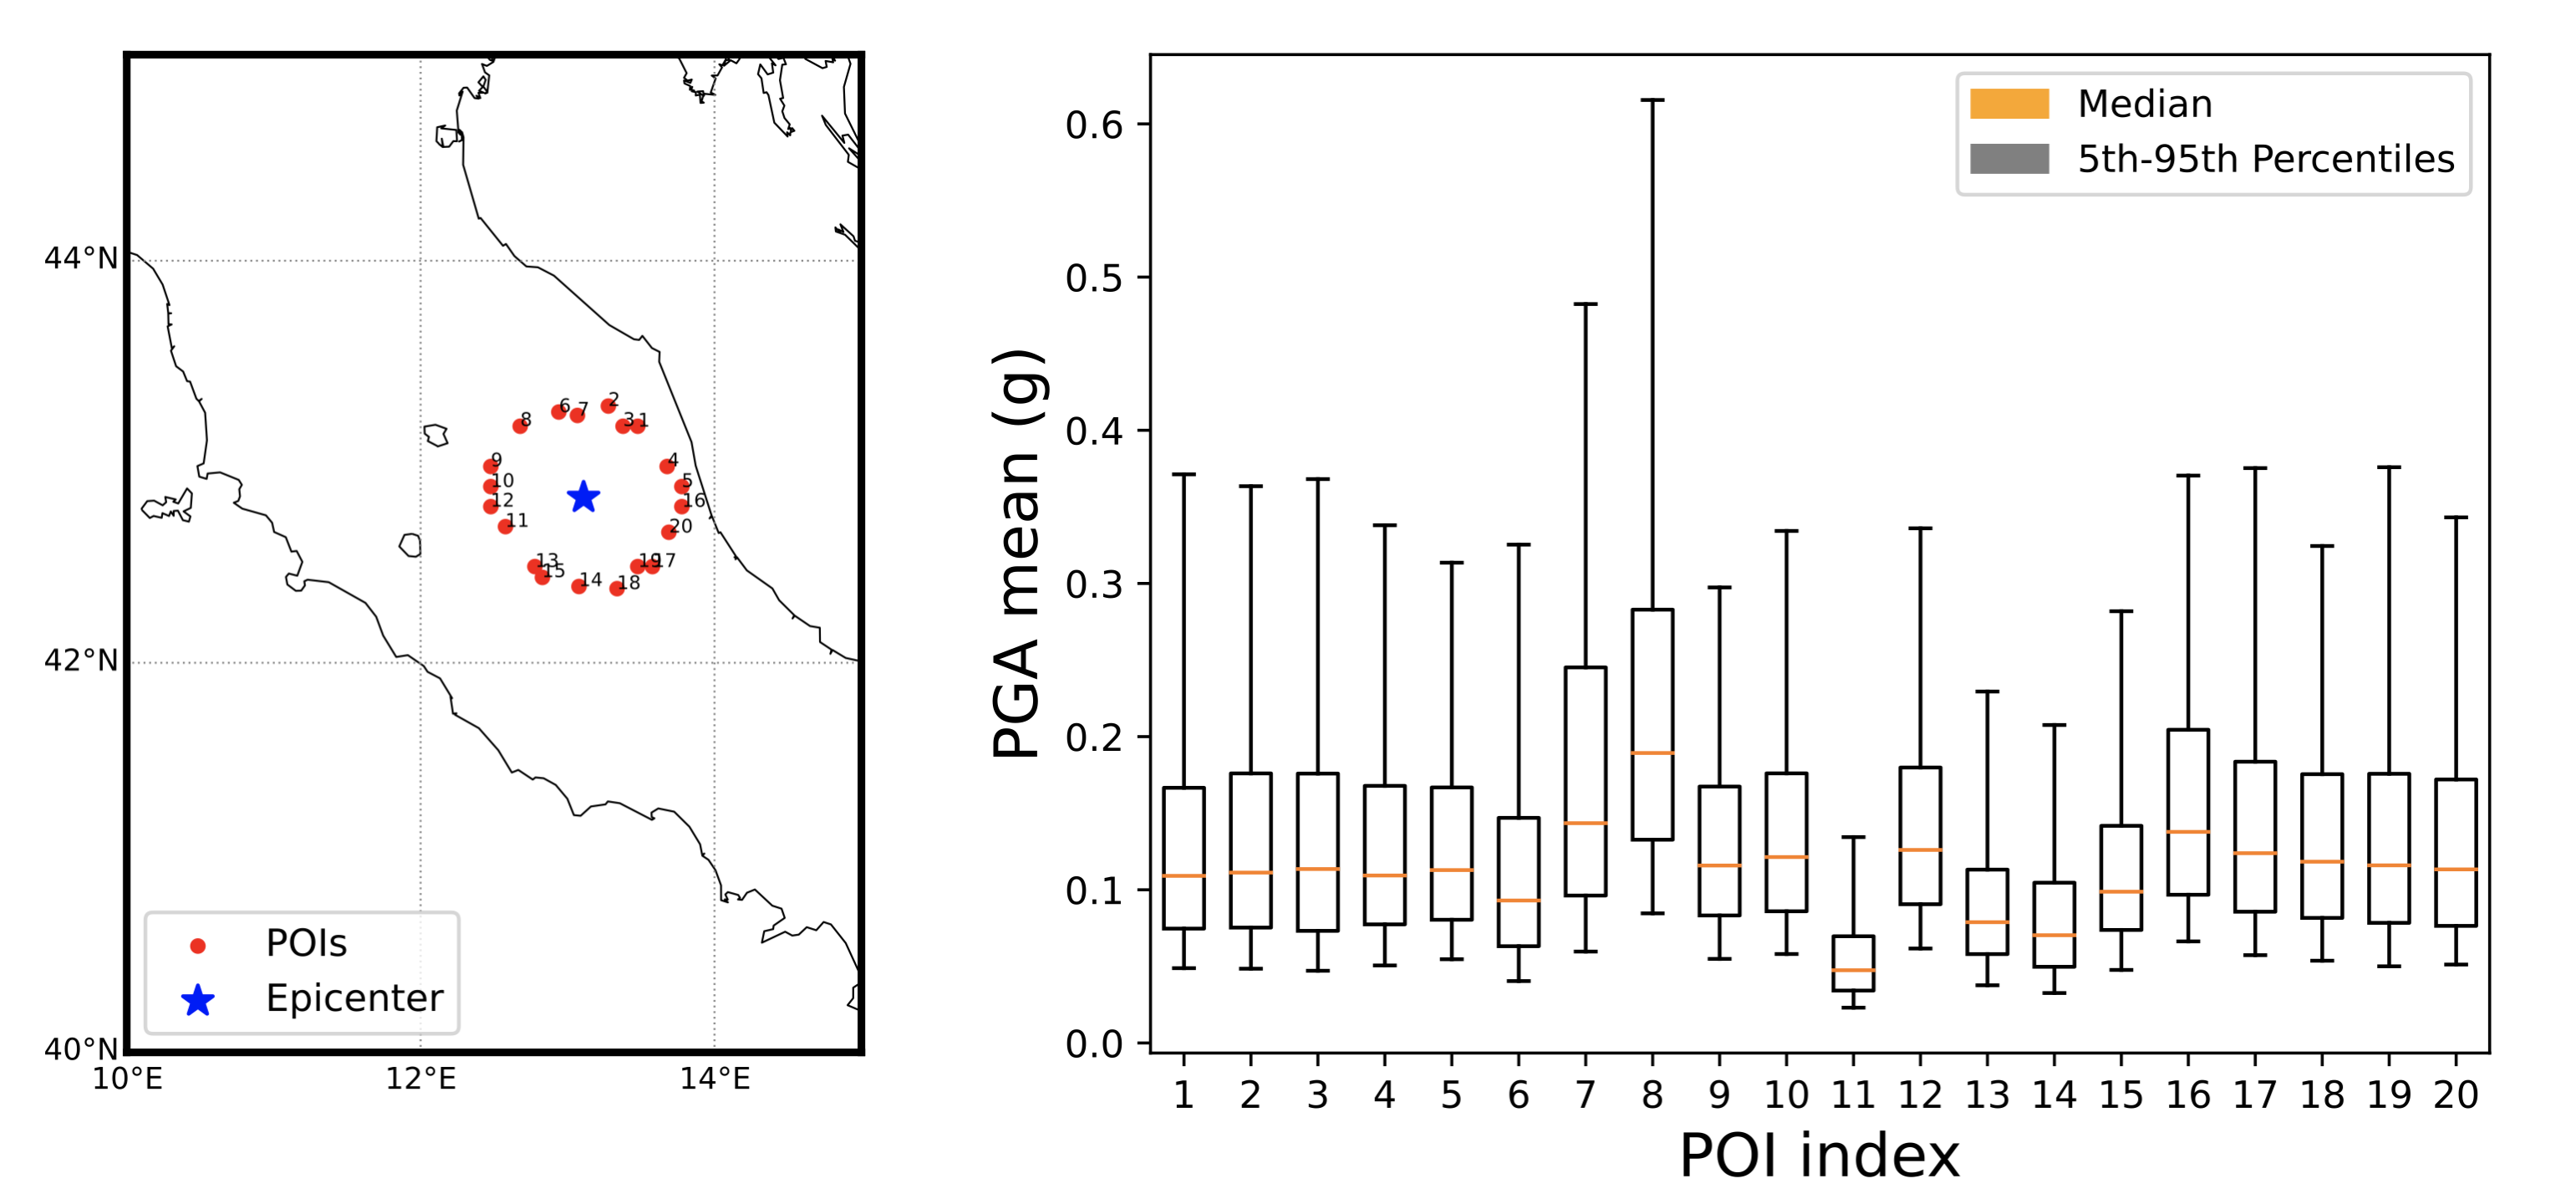 44°N
42°N
40°N
10°E 12°E 14°E
2
6 7
8 3 1
9 4
10 5
12 16
11 20
13 19 17
15 14 18
POIs
Epicenter
PGA mean (g)
0.6
0.5
0.4
0.3
0.2
0.1
0.0
Median
5th-95th Percentiles
1 2 3 4 5 6 7 8 9 10 11 12 13 14 15 16 17 18 19 20
POI index